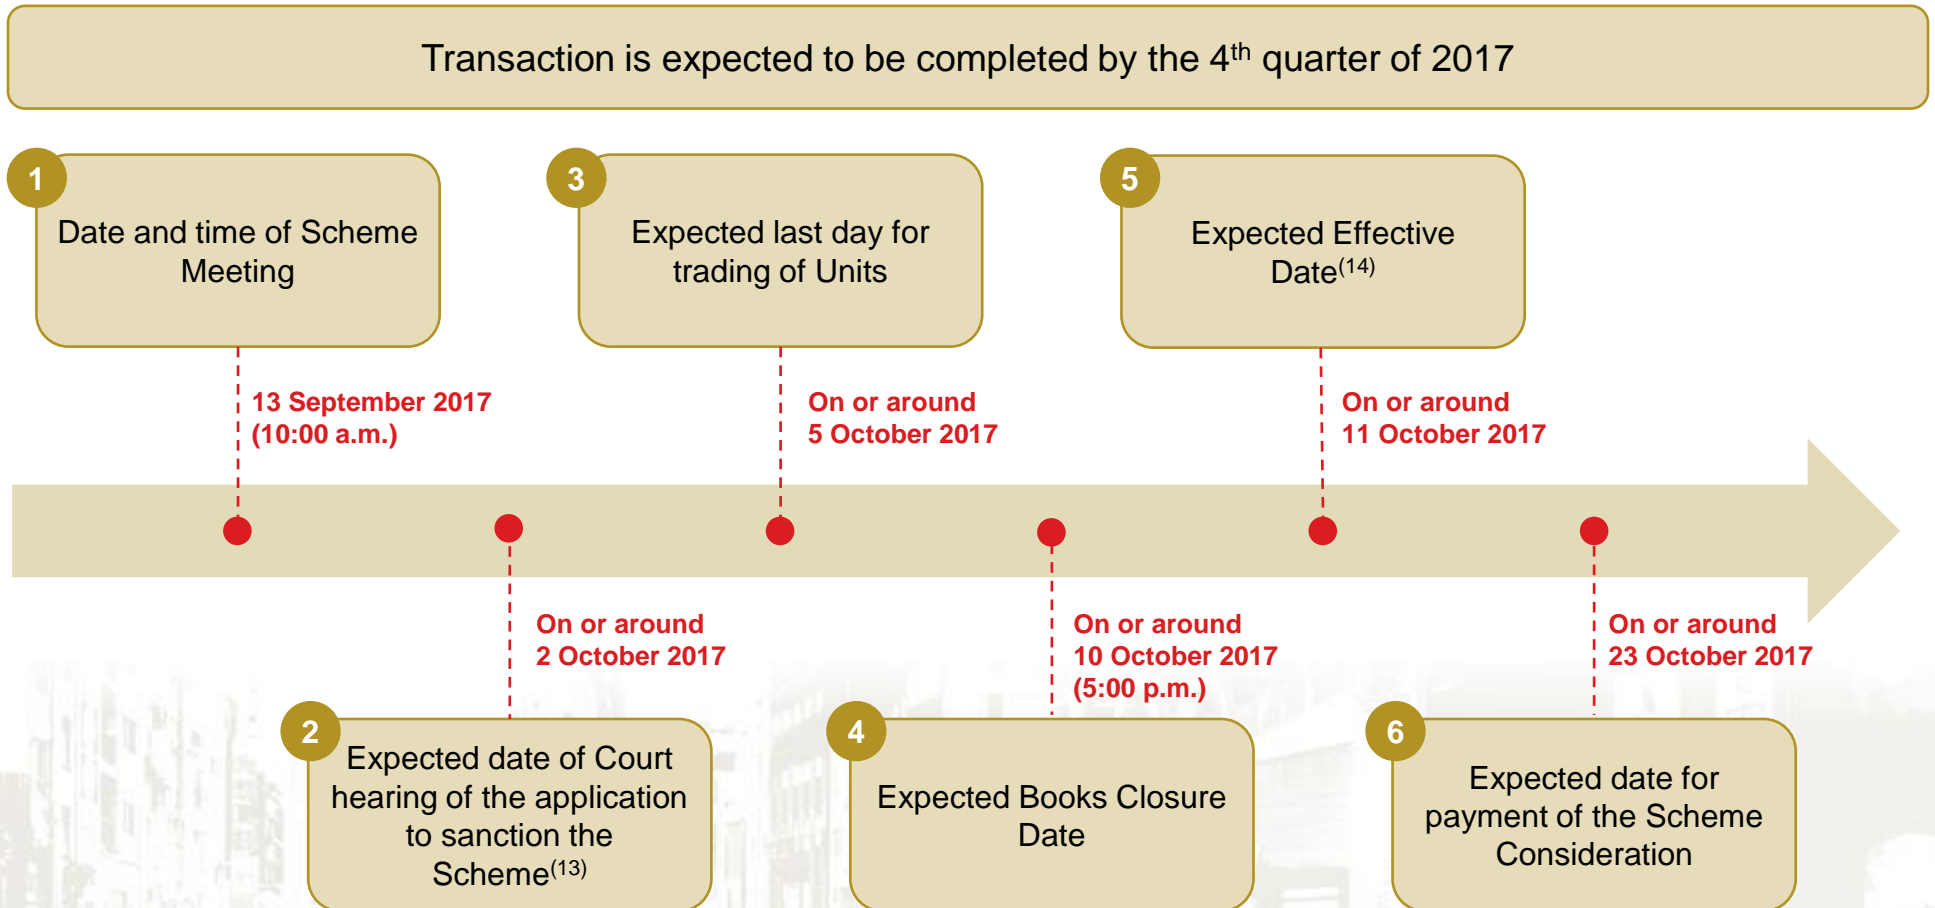 Transaction is expected to be completed by the 4th quarter of 2017
1
Date and time of Scheme
Meeting
13 September 2017
(10:00 a.m.)
2
Expected date of Court
hearing of the application
to sanction the
Scheme(13)
On or around
2 October 2017
3
Expected last day for
trading of Units
On or around
5 October 2017
4
Expected Books Closure
Date
On or around
10 October 2017
(5:00 p.m.)
5
Expected Effective
Date(14)
On or around
11 October 2017
6
Expected date for
payment of the Scheme
Consideration
On or around
23 October 2017